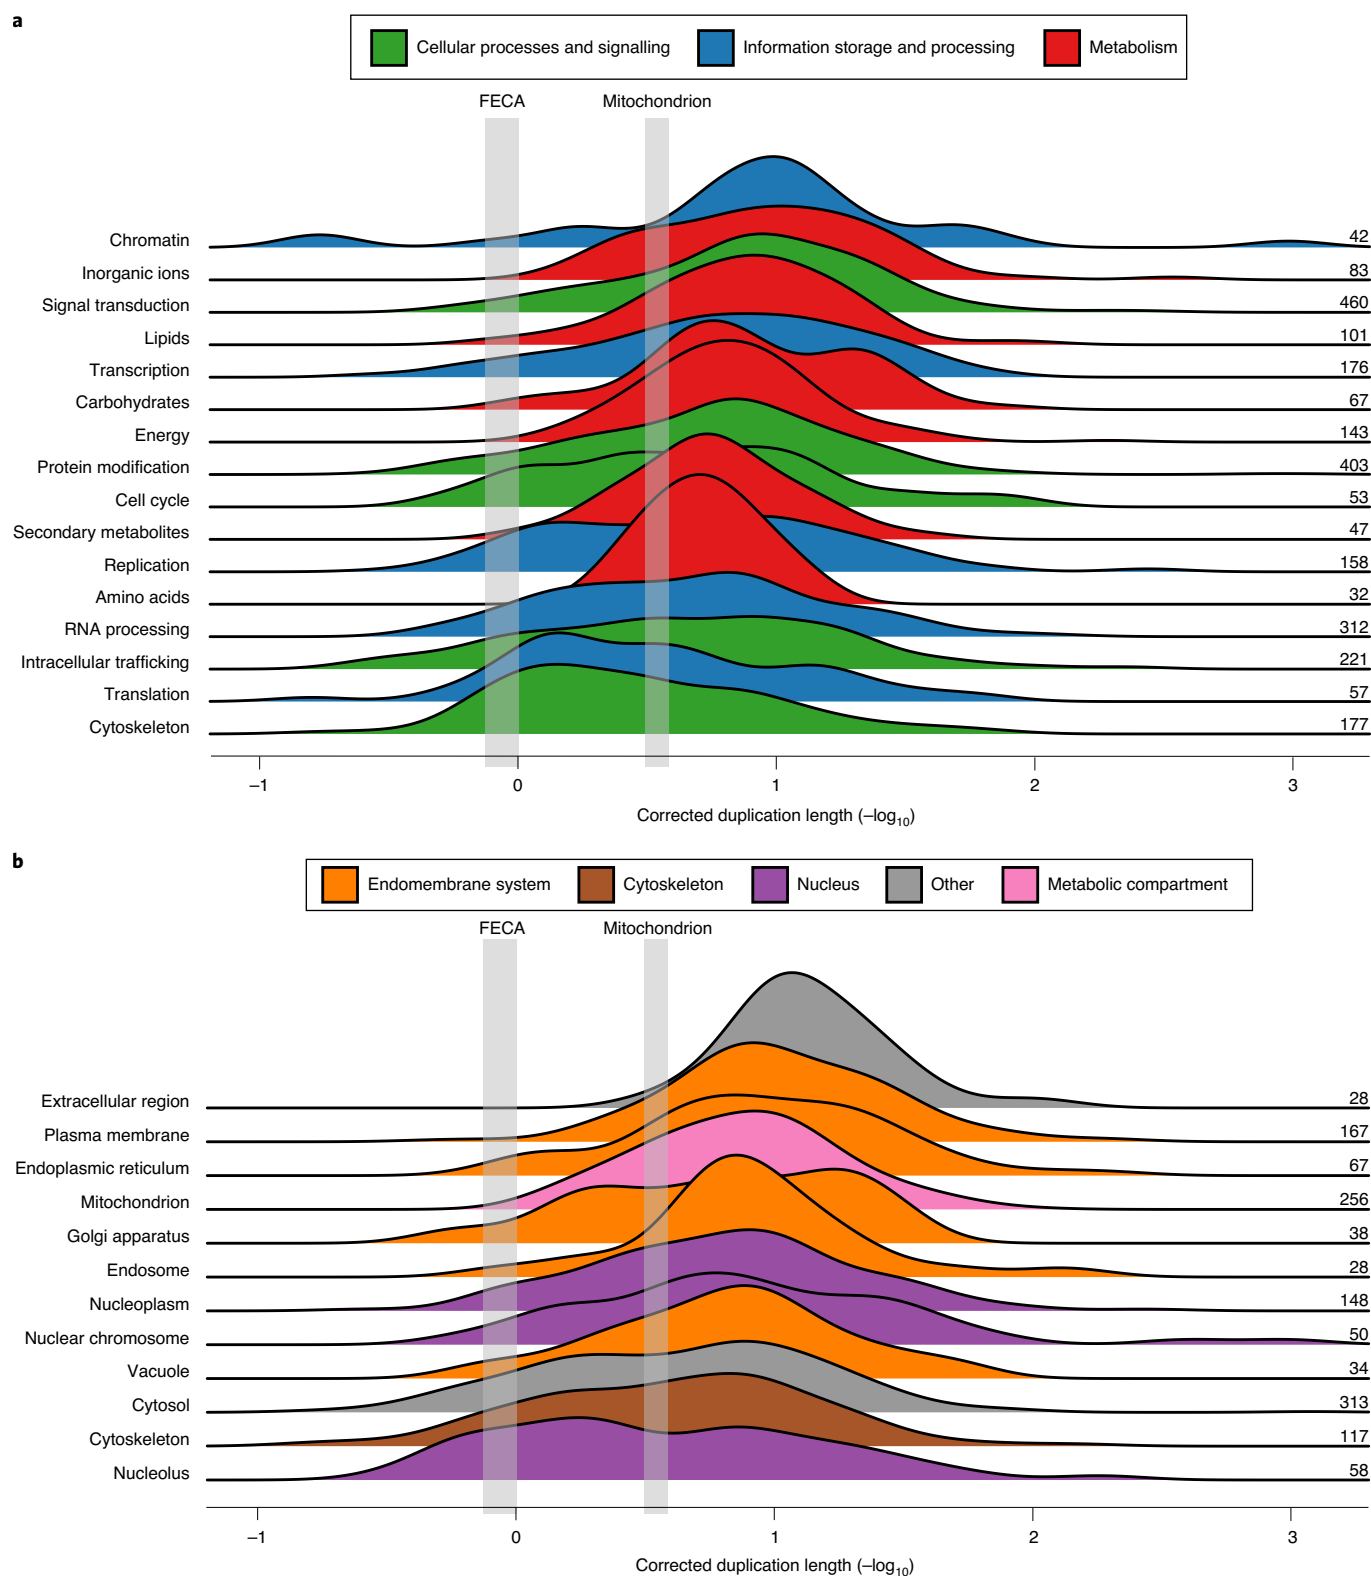 a
Cellular processes and signalling Information storage and processing Metabolism
FECA Mitochondrion
Chromatin 42
Inorganic ions 83
Signal transduction 460
Lipids 101
Transcription 176
Carbohydrates 67
Energy 143
Protein modification 403
Cell cycle 53
Secondary metabolites 47
Replication 158
Amino acids 32
RNA processing 312
Intracellular trafficking 221
Translation 57
Cytoskeleton 177
–1 0 1 2 3
Corrected duplication length (–log10)
b
Endomembrane system Cytoskeleton Nucleus Other Metabolic compartment
FECA Mitochondrion
Extracellular region 28
Plasma membrane 167
Endoplasmic reticulum 67
Mitochondrion 256
Golgi apparatus 38
Endosome 28
Nucleoplasm 148
Nuclear chromosome 50
Vacuole 34
Cytosol 313
Cytoskeleton 117
Nucleolus 58
–1 0 1 2 3
Corrected duplication length (–log10)